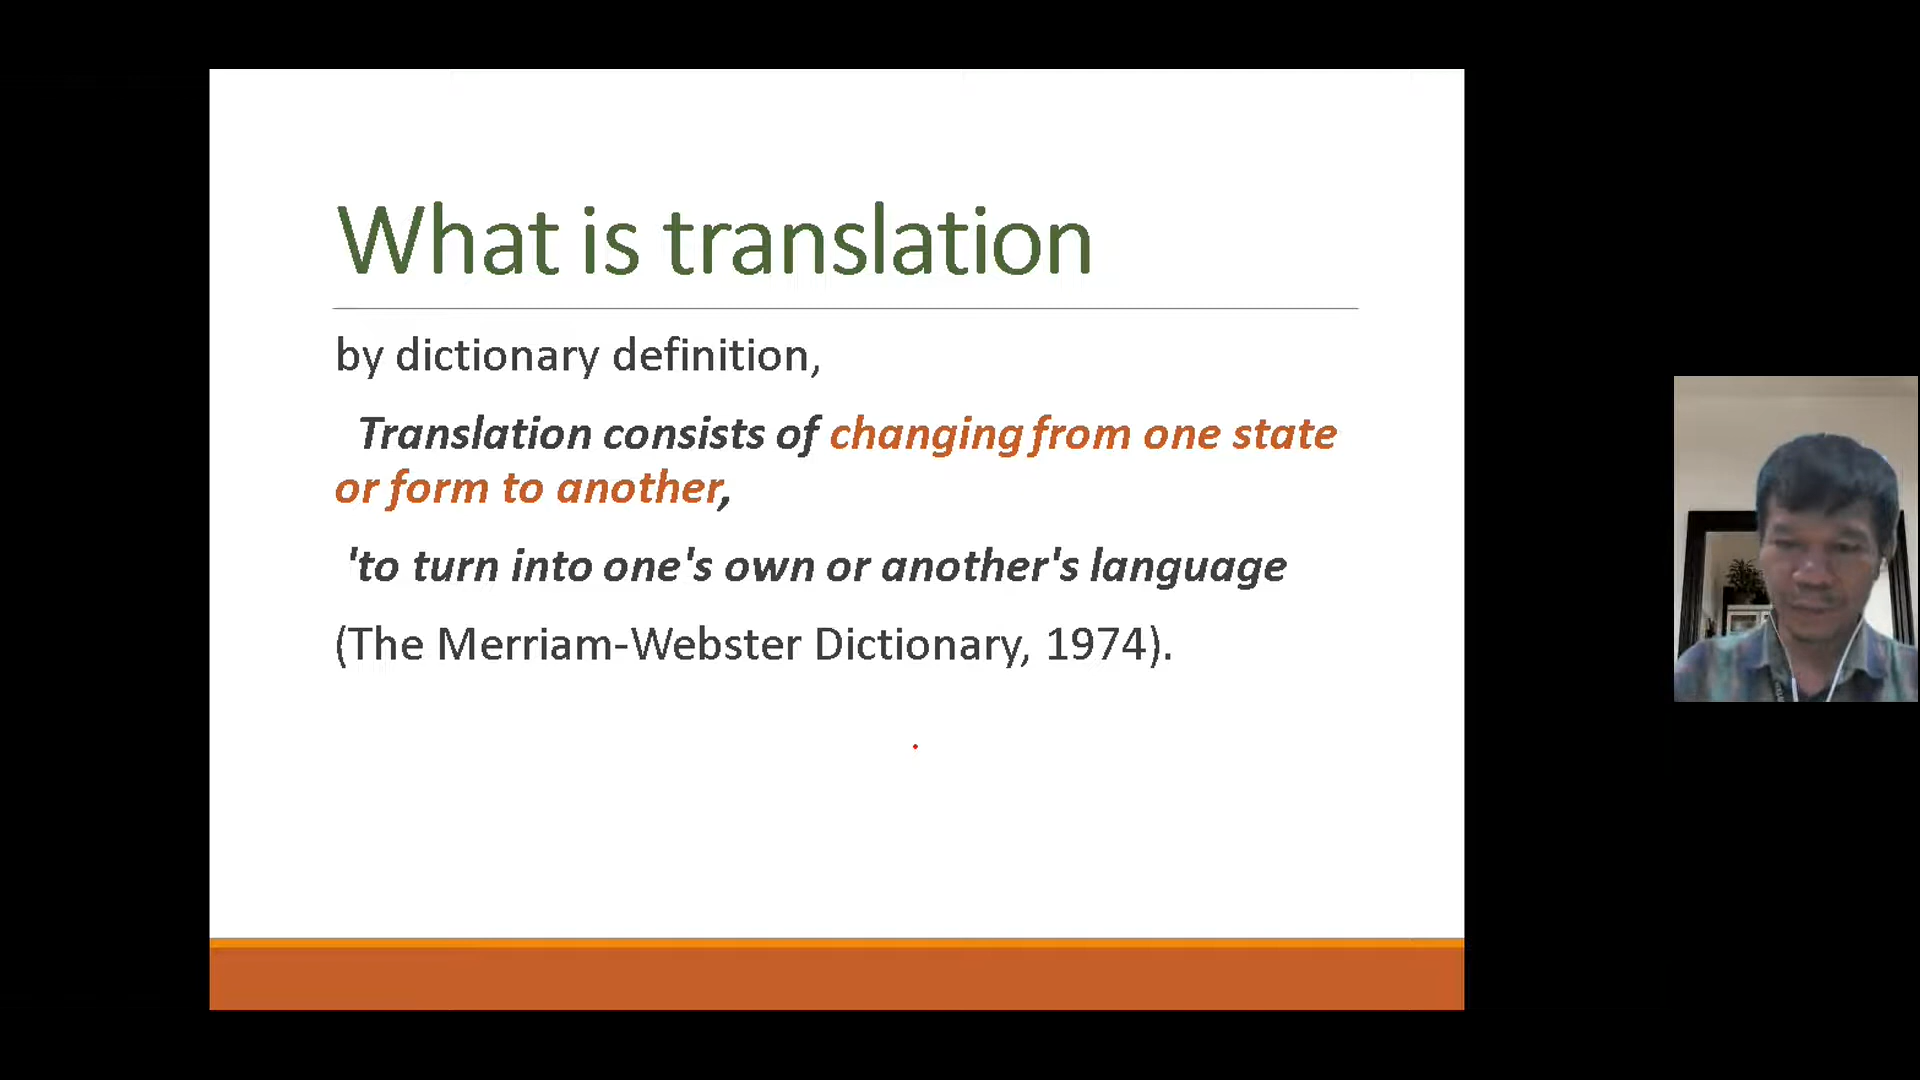 What is translation
by dictionary definition,
Translation consists of changing from one state
or form to another,
'to turn into one's own or another's language
(The Merriam-Webster Dictionary, 1974).